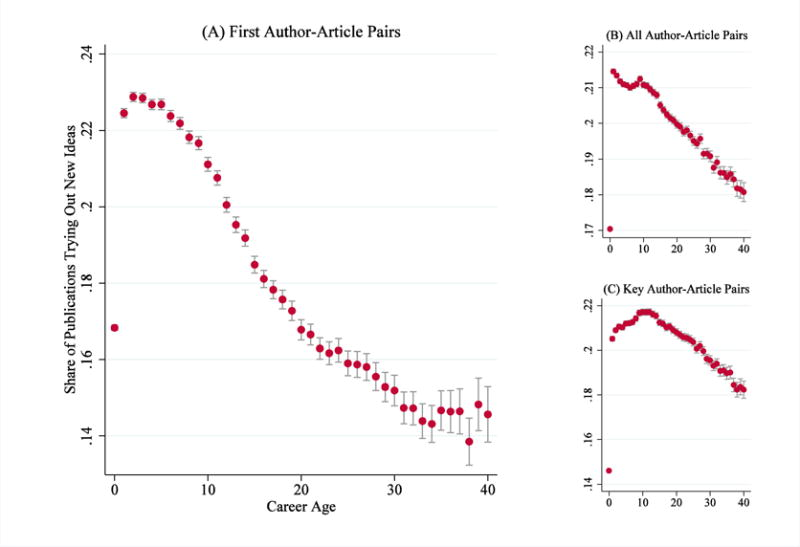 (A) First Author-Article Pairs
Share of Publications Trying Out New Ideas
.24
.22
.2
.18
.16
.14
0 10 20 30 40
Career Age
(B) All Author-Article Pairs
.22
.21
.2
.19
.18
.17
0 10 20 30 40
(C) Key Author-Article Pairs
.22
.2
.18
.16
.14
0 10 20 30 40